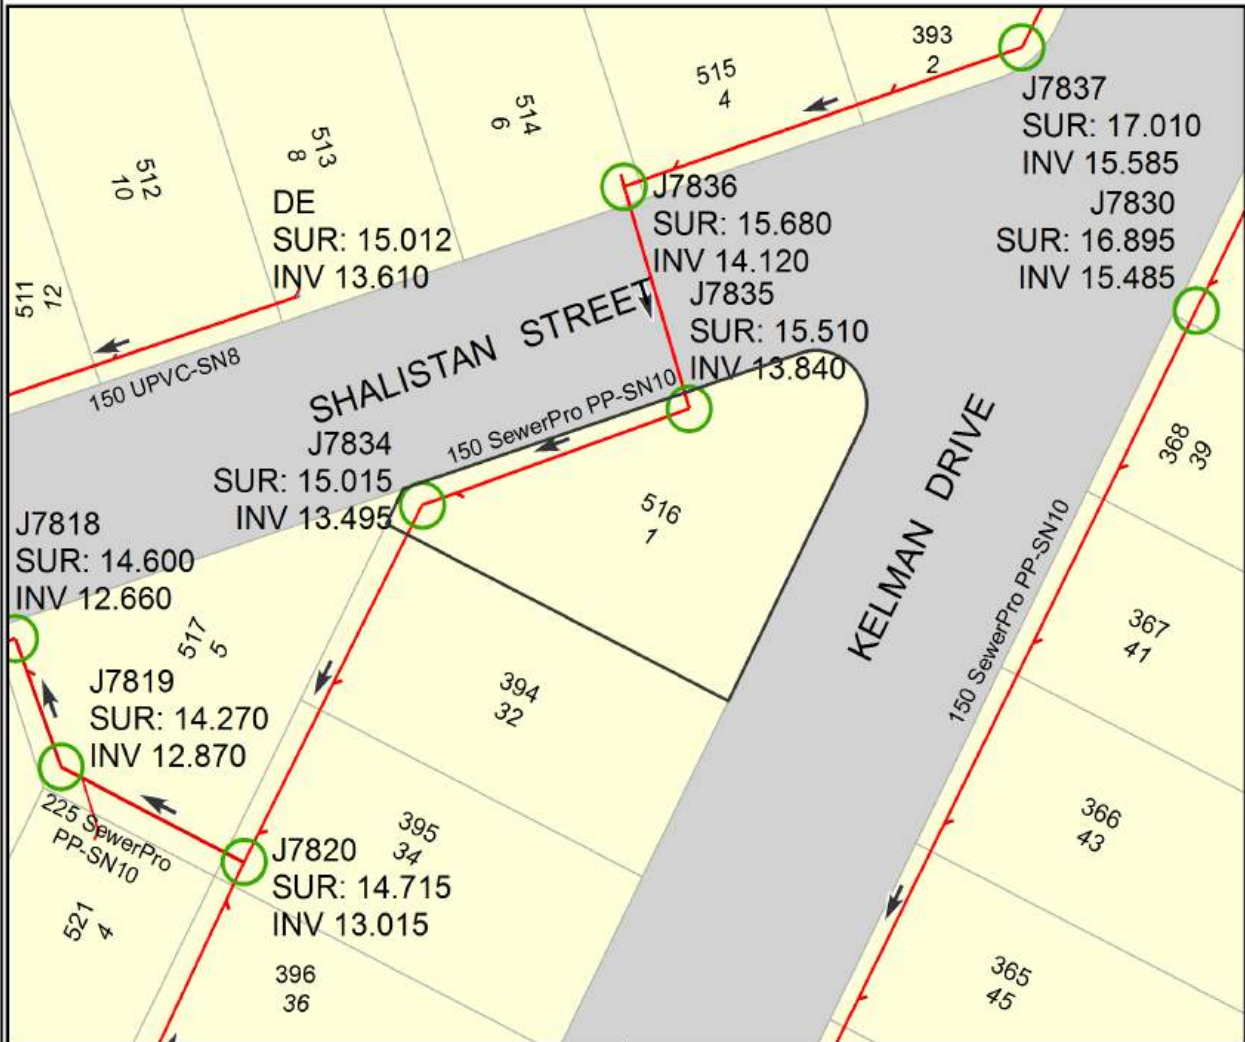 393
2
515
4
514
6
513
8
512
10
511
12
J7837
SUR: 17.010
INV 15.585
J7836
SUR: 15.680
INV 14.120
J7830
SUR: 16.895
INV 15.485
DE
SUR: 15.012
INV 13.610
J7835
SUR: 15.510
INV 13.840
150 UPVC-SN8
SHALISTAN STREET
150 SewerPro PP-SN10
J7834
SUR: 15.015
INV 13.495
KELMAN DRIVE
368
39
516
1
J7818
SUR: 14.600
INV 12.660
517
5
150 SewerPro PP-SN10
367
41
J7819
SUR: 14.270
INV 12.870
394
32
225 SewerPro
PP-SN10
395
34
366
43
J7820
SUR: 14.715
INV 13.015
521
4
396
36
365
45